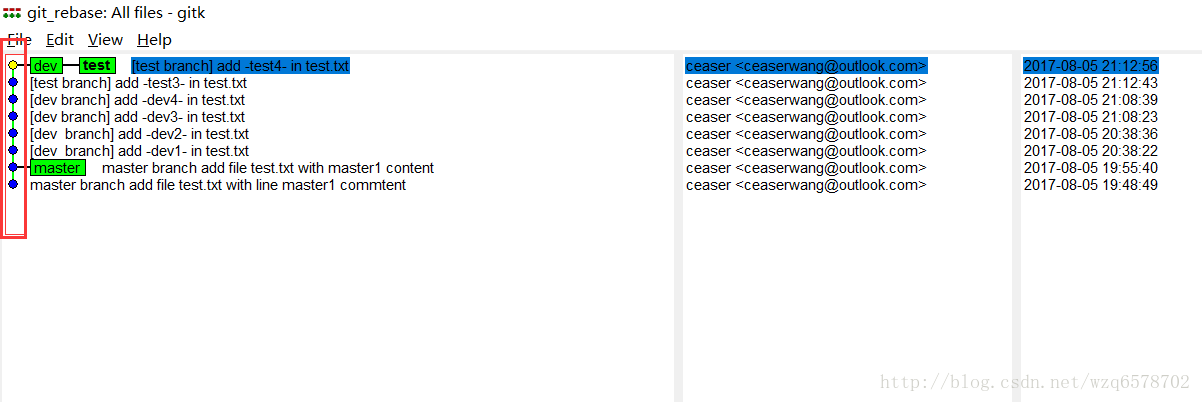 git_rebase: All files - gitk
File Edit View Help
dev test [test branch] add -test4- in test.txt ceaser <ceaserwang@outlook.com> 2017-08-05 21:12:56
[test branch] add -test3- in test.txt ceaser <ceaserwang@outlook.com> 2017-08-05 21:12:43
[dev branch] add -dev4- in test.txt ceaser <ceaserwang@outlook.com> 2017-08-05 21:08:39
[dev branch] add -dev3- in test.txt ceaser <ceaserwang@outlook.com> 2017-08-05 21:08:23
[dev  branch] add -dev2- in test.txt ceaser <ceaserwang@outlook.com> 2017-08-05 20:38:36
[dev  branch] add -dev1- in test.txt ceaser <ceaserwang@outlook.com> 2017-08-05 20:38:22
master master branch add file test.txt with master1 content ceaser <ceaserwang@outlook.com> 2017-08-05 19:55:40
master branch add file test.txt with line master1 commtent ceaser <ceaserwang@outlook.com> 2017-08-05 19:48:49
http://blog.csdn.net/wzq6578702